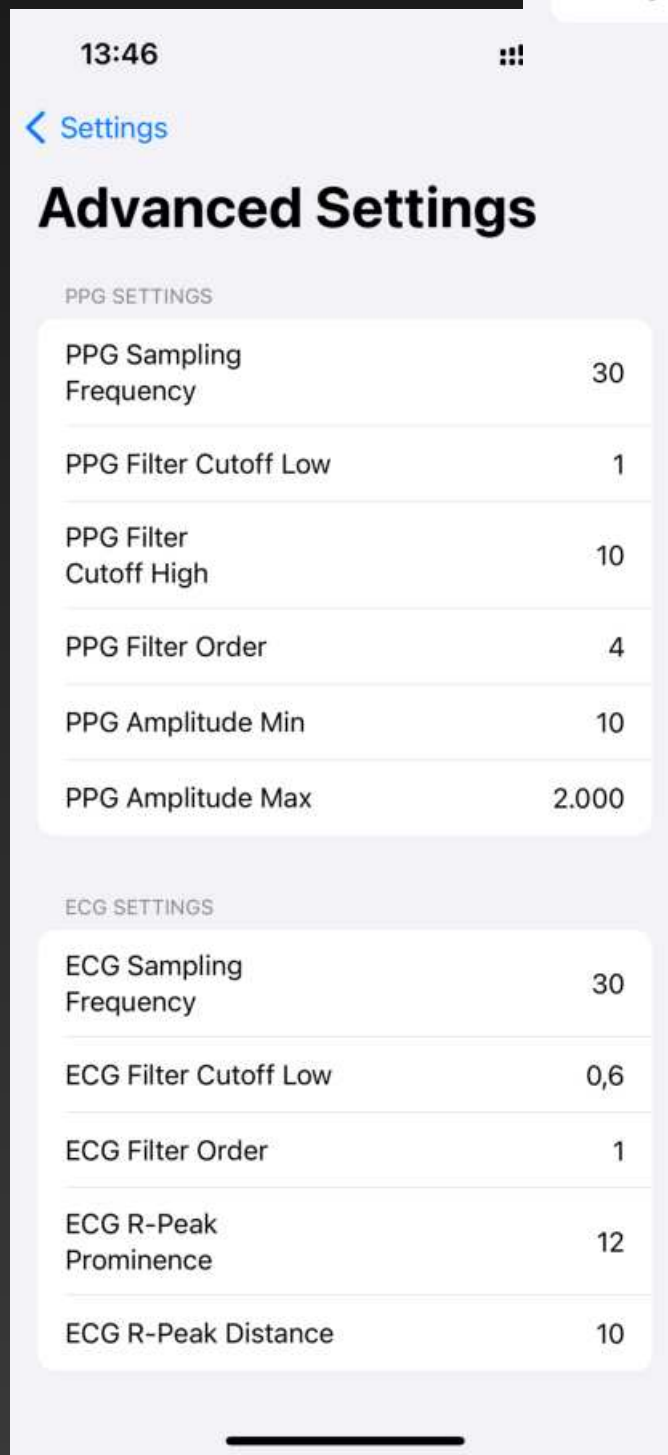 13:46
Settings
Advanced Settings
PPG SETTINGS
PPG Sampling
Frequency
30
PPG Filter Cutoff Low
1
PPG Filter
Cutoff High
10
PPG Filter Order
4
PPG Amplitude Min
10
PPG Amplitude Max
2.000
ECG SETTINGS
ECG Sampling
Frequency
30
ECG Filter Cutoff Low
0,6
ECG Filter Order
1
ECG R-Peak
Prominence
12
ECG R-Peak Distance
10